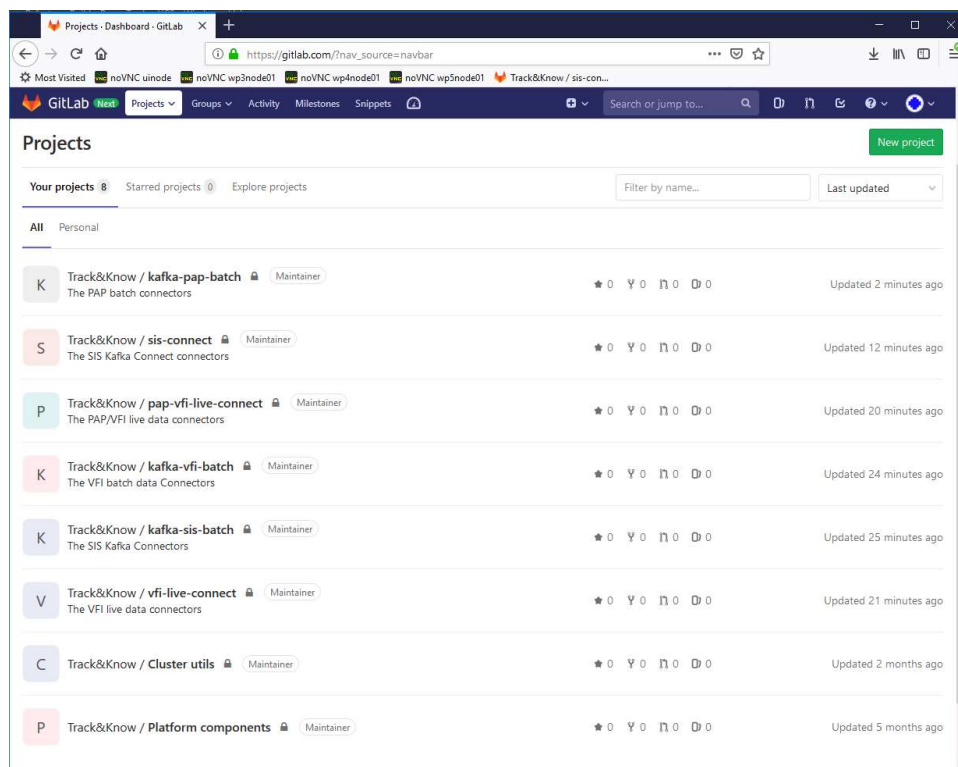 Projects · Dashboard · GitLab
https://gitlab.com/?nav_source=navbar
Most Visited noVNC uinode noVNC wp3node01 noVNC wp4node01 noVNC wp5node01 Track&Know / sis-con...
GitLab Next Projects Groups Activity Milestones Snippets Search or jump to...
Projects New project
Your projects 8 Starred projects 0 Explore projects Filter by name... Last updated
All Personal
K Track&Know / kafka-pap-batch Maintainer
The PAP batch connectors
0 0 0 0 Updated 2 minutes ago
S Track&Know / sis-connect Maintainer
The SIS Kafka Connect connectors
0 0 0 0 Updated 12 minutes ago
P Track&Know / pap-vfi-live-connect Maintainer
The PAP/VFI live data connectors
0 0 0 0 Updated 20 minutes ago
K Track&Know / kafka-vfi-batch Maintainer
The VFI batch data Connectors
0 0 0 0 Updated 24 minutes ago
K Track&Know / kafka-sis-batch Maintainer
The SIS Kafka Connectors
0 0 0 0 Updated 25 minutes ago
V Track&Know / vfi-live-connect Maintainer
The VFI live data connectors
0 0 0 0 Updated 21 minutes ago
C Track&Know / Cluster utils Maintainer 0 0 0 0 Updated 2 months ago
P Track&Know / Platform components Maintainer 0 0 0 0 Updated 5 months ago